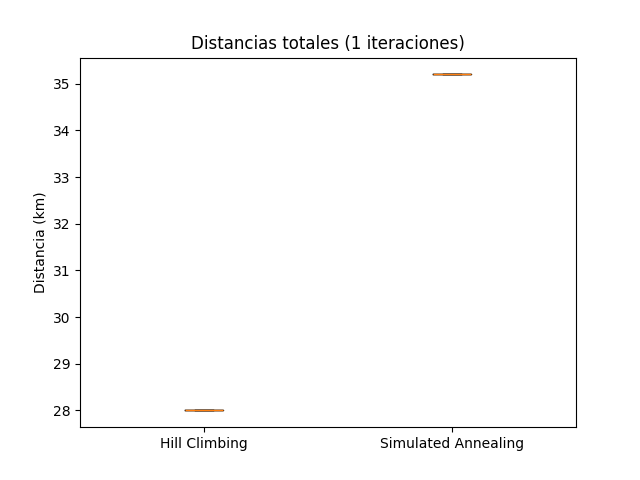 Distancias totales (1 iteraciones)
Distancia (km)
35
34
33
32
31
30
29
28
Hill Climbing
Simulated Annealing